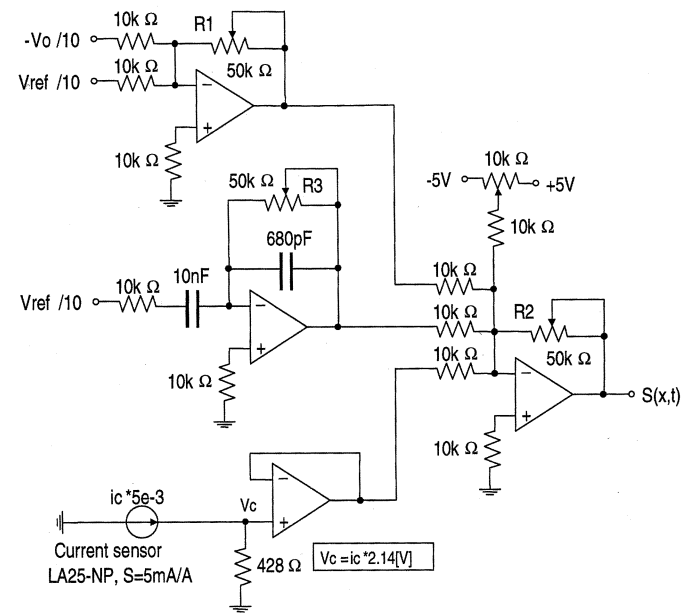 10k Ω
R1
-Vo /10
10k Ω
50k Ω
Vref /10
−
+
10k Ω
10k Ω
-5V
+5V
50k Ω
R3
10k Ω
680pF
10k Ω
10nF
10k Ω
R2
Vref /10
10k Ω
−
10k Ω
50k Ω
+
−
10k Ω
S(x,t)
+
10k Ω
−
ic *5e-3
Vc
+
Current sensor
428 Ω
Vc =ic *2.14[V]
LA25-NP, S=5mA/A